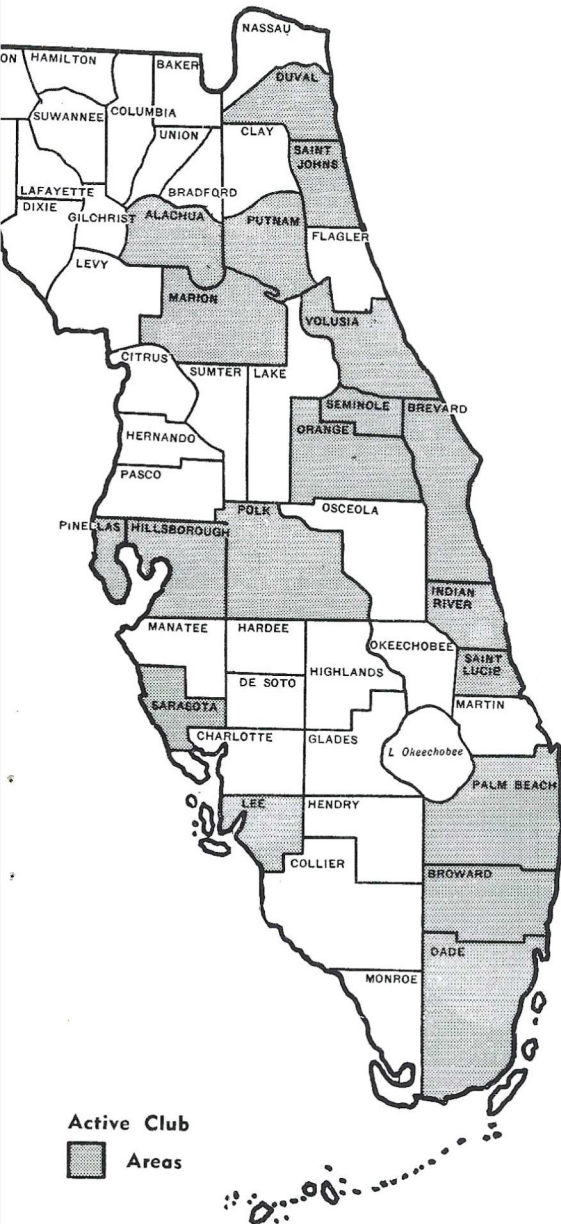 NASSAU
ON
HAMILTON
BAKER
DUVAL
SUWANNEE
COLUMBIA
UNION
CLAY
SAINT
JOHNS
LAFAYETTE
BRADFORD
DIXIE
GILCHRIST
ALACHUA
PUTNAM
FLAGLER
LEVY
MARION
VOLUSIA
CITRUS
SUMTER
LAKE
SEMINOLE
BREVARD
ORANGE
HERNANDO
PASCO
POLK
OSCEOLA
PINELLAS
HILLSBOROUGH
INDIAN
RIVER
MANATEE
HARDEE
OKEECHOBEE
SAINT
LUCIE
HIGHLANDS
DE SOTO
MARTIN
SARASOTA
CHARLOTTE
GLADES
L Okeechobee
PALM BEACH
LEE
HENDRY
COLLIER
BROWARD
DADE
MONROE
Active Club
Areas